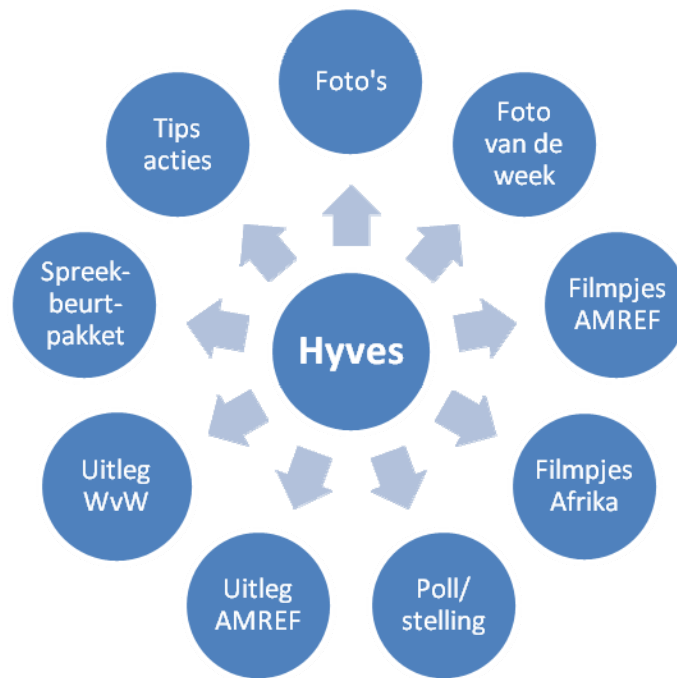 Foto's
Foto
van de
week
Filmpjes
AMREF
Filmpjes
Afrika
Poll/
stelling
Uitleg
AMREF
Uitleg
WvW
Spreek-
beurt-
pakket
Tips
acties
Hyves